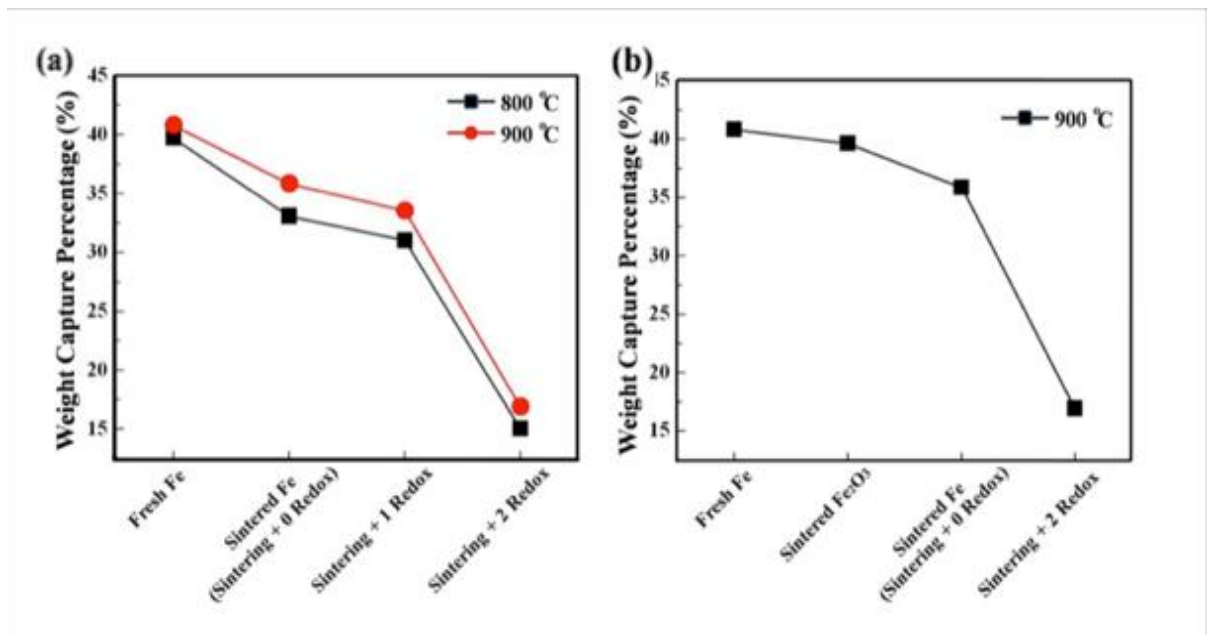 (a)
Weight Capture Percentage (%)
45
40
35
30
25
20
15
800 °C
900 °C
Fresh Fe
Sintered Fe
(Sintering + 0 Redox)
Sintering + 1 Redox
Sintering + 2 Redox
(b)
Weight Capture Percentage (%)
45
40
35
30
25
20
15
900 °C
Fresh Fe
Sintered Fe₂O₃
Sintered Fe
(Sintering + 0 Redox)
Sintering + 2 Redox